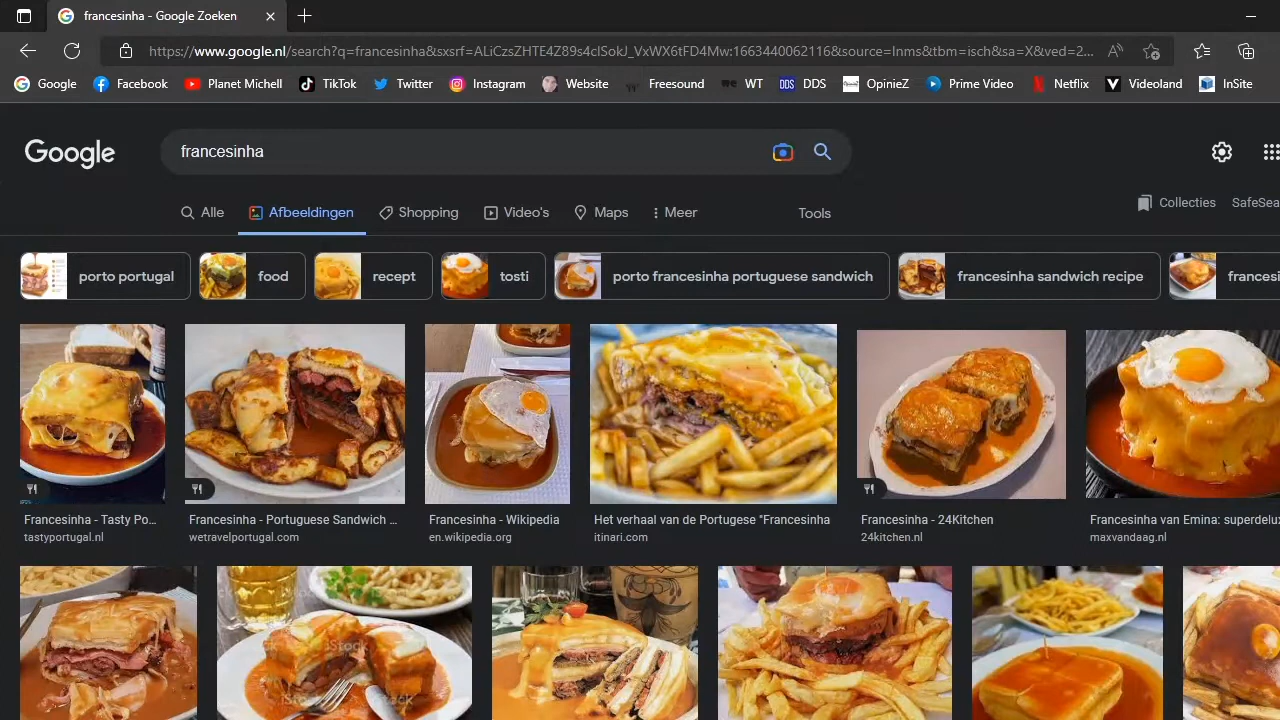 francesinha - Google Zoeken
https://www.google.nl/search?q=francesinha&sxsrf=ALiCzsZHTE4Z89s4clSokJ_VxWX6tFD4Mw:1663440062116&source=lnms&tbm=isch&sa=X&ved=2...
Google Facebook Planet Michell TikTok Twitter Instagram Website Freesound WT DDS OpinieZ Prime Video Netflix Videoland InSite
Google
francesinha
Alle Afbeeldingen Shopping Video's Maps Meer Tools
Collecties SafeSea
porto portugal food recept tosti porto francesinha portuguese sandwich francesinha sandwich recipe
Francesinha - Tasty Po...
tastyportugal.nl
Francesinha - Portuguese Sandwich ...
wetravelportugal.com
Francesinha - Wikipedia
en.wikipedia.org
Het verhaal van de Portugese "Francesinha
itinari.com
Francesinha - 24Kitchen
24kitchen.nl
Francesinha van Emina: superdelux
maxvandaag.nl
iStock